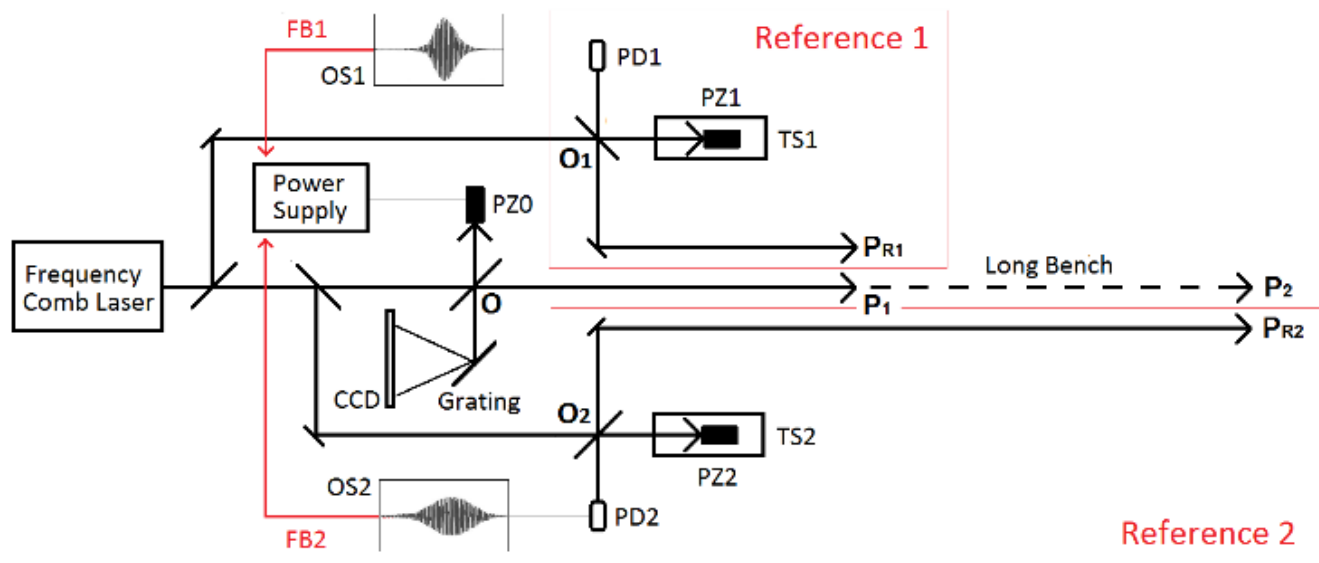 FB1
OS1
PD1
Reference 1
PZ1
TS1
O1
Power
Supply
PZ0
PR1
Frequency
Comb Laser
Long Bench
O
P1
P2
PR2
CCD
Grating
O2
TS2
PZ2
OS2
FB2
PD2
Reference 2